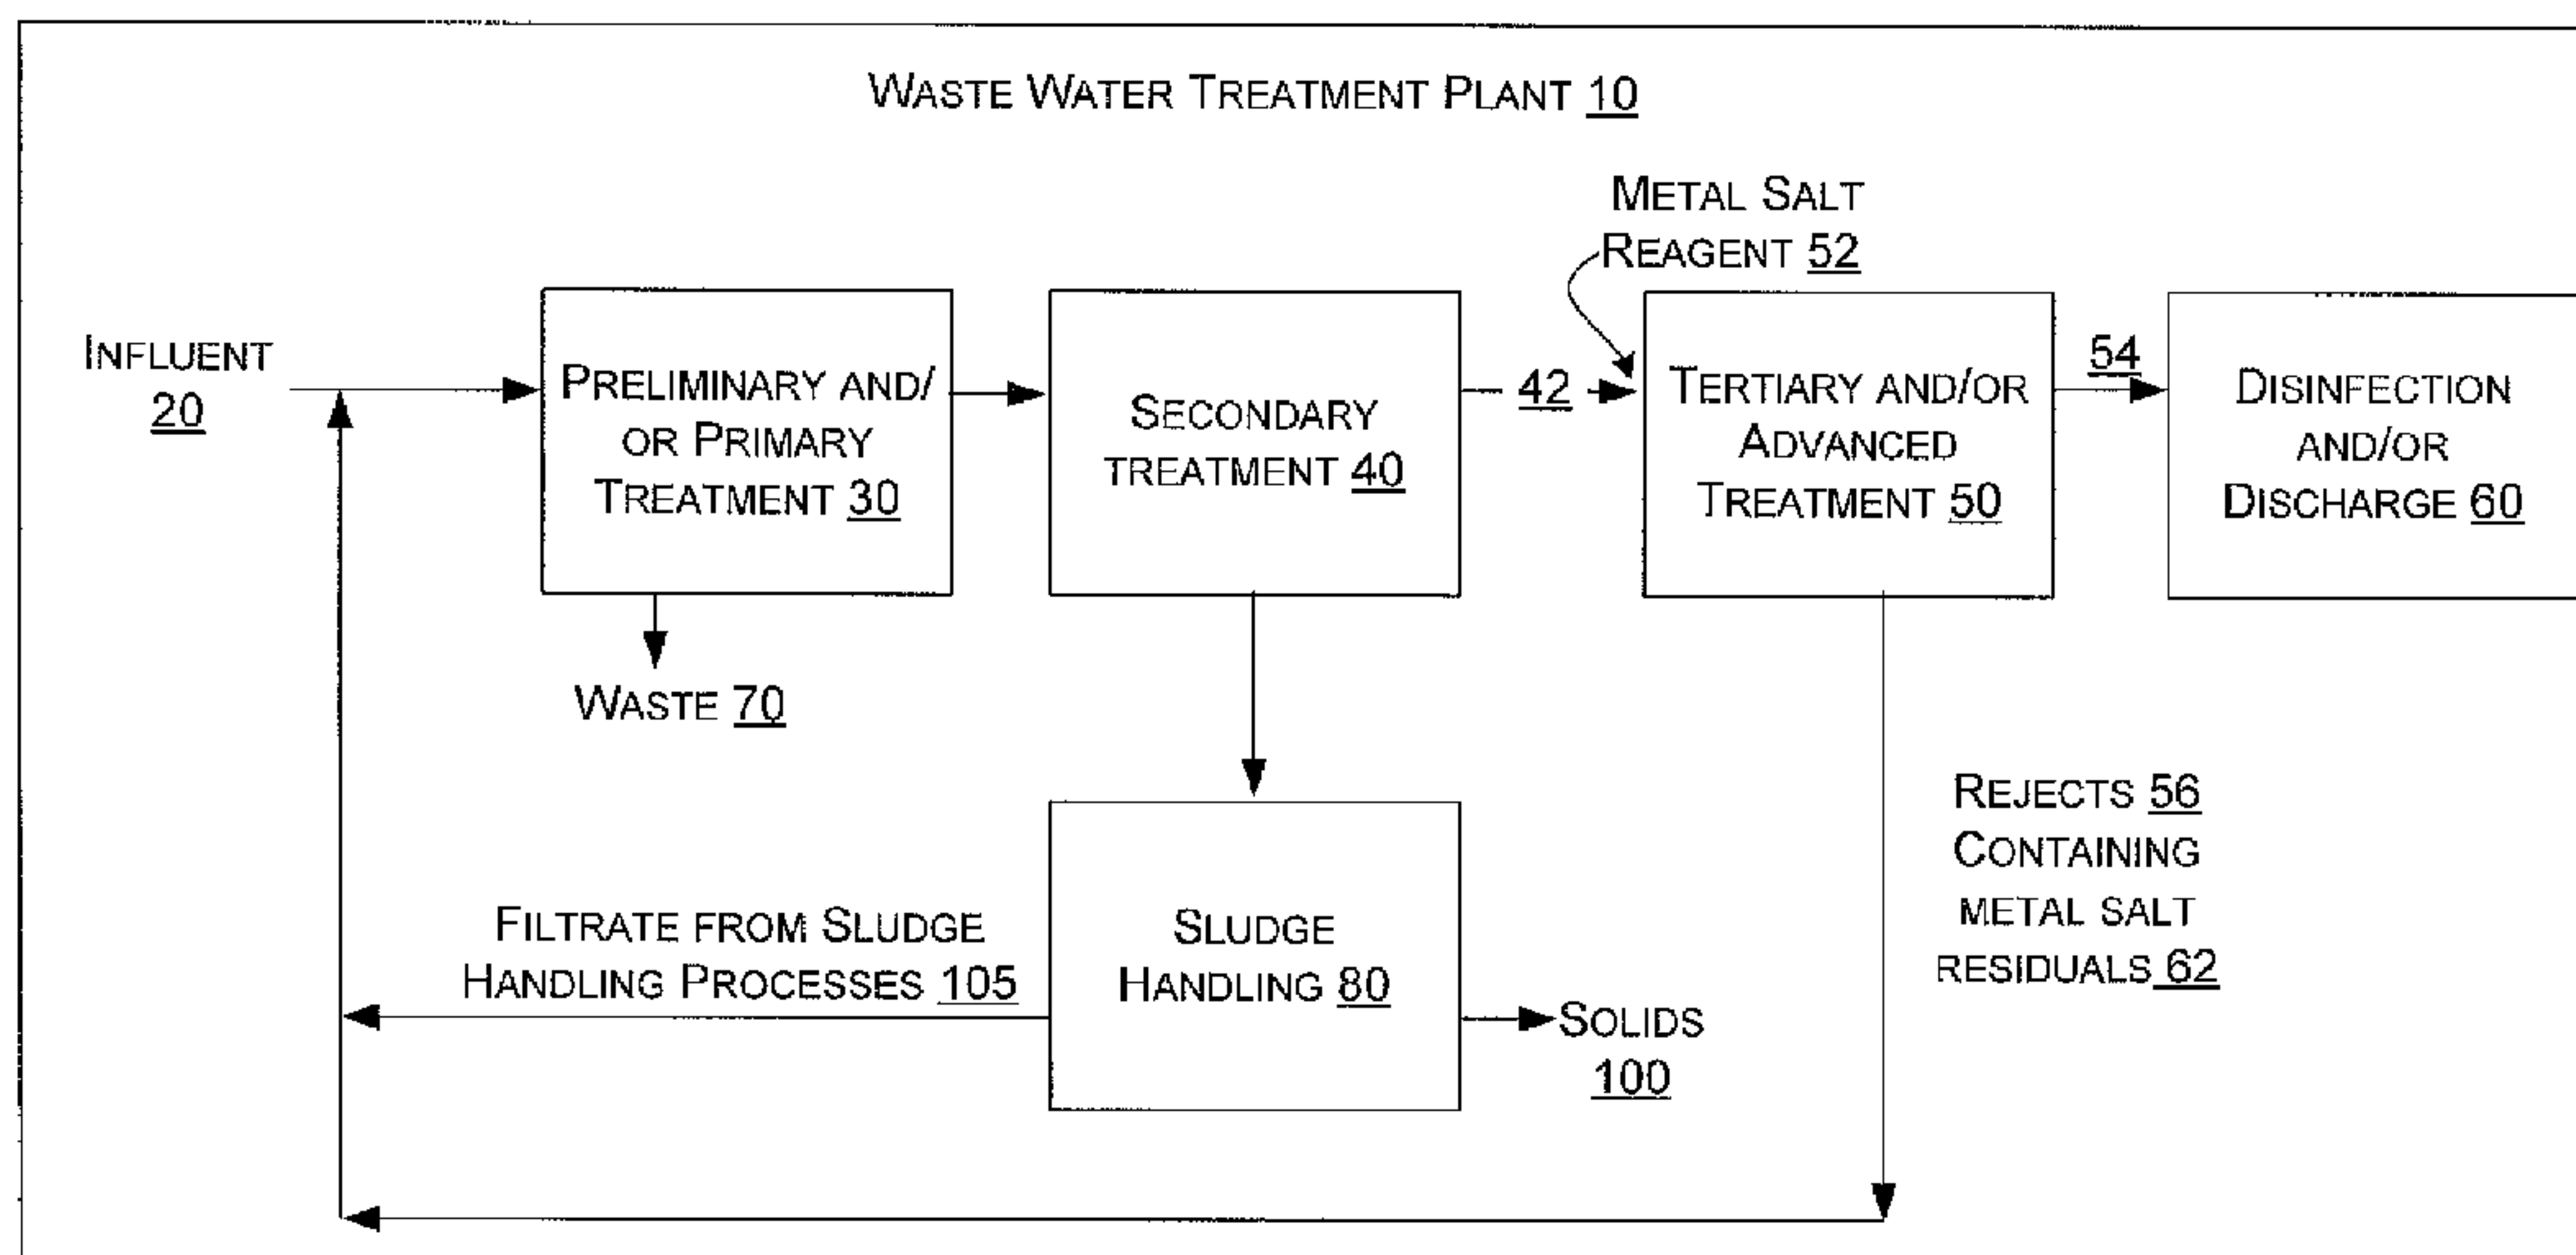 WASTE WATER TREATMENT PLANT 10
METAL SALT
REAGENT 52
INFLUENT
20
PRELIMINARY AND/
OR PRIMARY
TREATMENT 30
SECONDARY
TREATMENT 40
42
TERTIARY AND/OR
ADVANCED
TREATMENT 50
54
DISINFECTION
AND/OR
DISCHARGE 60
WASTE 70
REJECTS 56
CONTAINING
METAL SALT
RESIDUALS 62
FILTRATE FROM SLUDGE
HANDLING PROCESSES 105
SLUDGE
HANDLING 80
SOLIDS
100